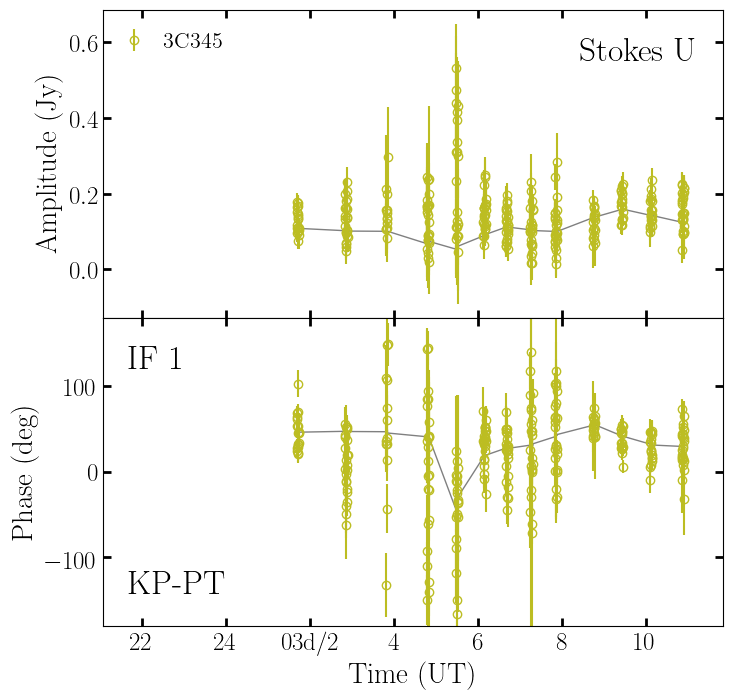 3C345
Stokes U
Amplitude (Jy)
0.6
0.4
0.2
0.0
IF 1
KP-PT
Phase (deg)
100
0
−100
22 24 03d/2 4 6 8 10
Time (UT)